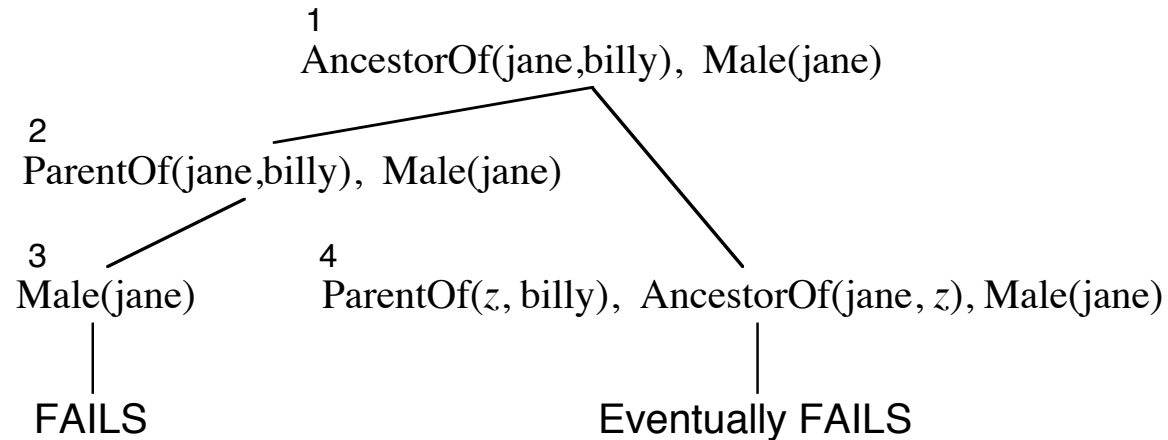 1
AncestorOf(jane,billy), Male(jane)
2
ParentOf(jane,billy), Male(jane)
3
Male(jane)
4
ParentOf(z, billy), AncestorOf(jane, z), Male(jane)
FAILS
Eventually FAILS